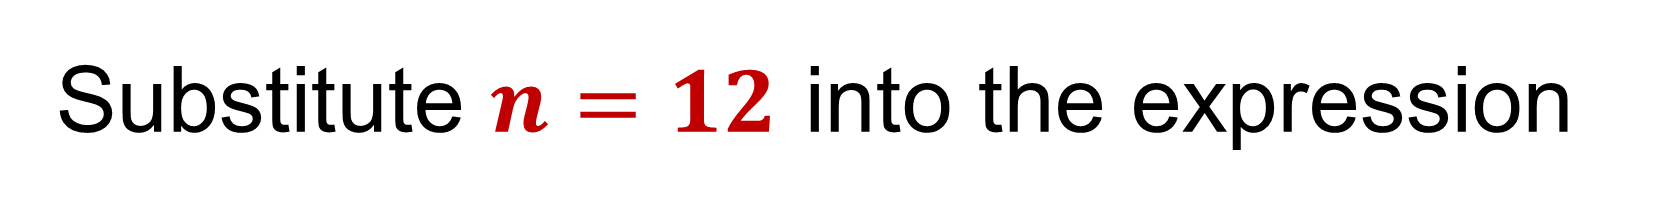 Substitute n = 12 into the expression